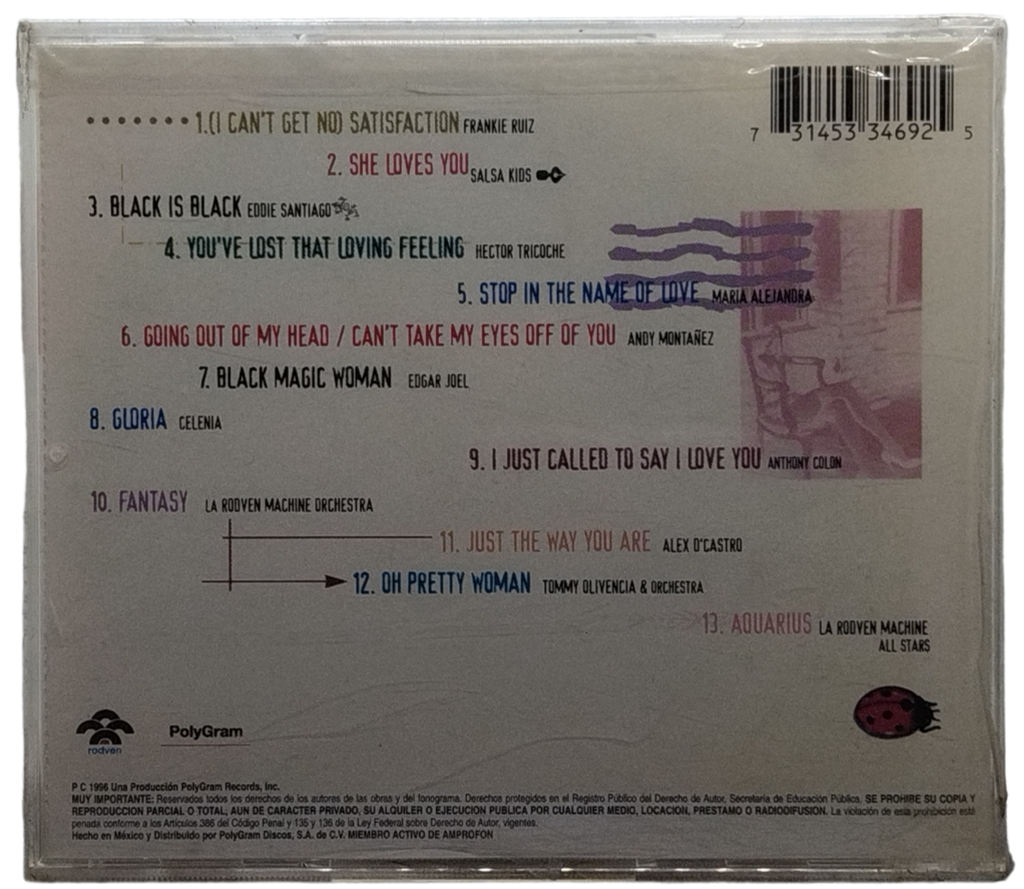 7 31453 34692 5
1.(I CAN'T GET NO) SATISFACTION FRANKIE RUIZ
2. SHE LOVES YOU SALSA KIDS
3. BLACK IS BLACK EDDIE SANTIAGO
4. YOU'VE LOST THAT LOVING FEELING HECTOR TRICOCHE
5. STOP IN THE NAME OF LOVE MARIA ALEJANDRA
6. GOING OUT OF MY HEAD / CAN'T TAKE MY EYES OFF OF YOU ANDY MONTAÑEZ
7. BLACK MAGIC WOMAN EDGAR JOEL
8. GLORIA CELENIA
9. I JUST CALLED TO SAY I LOVE YOU ANTHONY COLON
10. FANTASY LA RODVEN MACHINE ORCHESTRA
11. JUST THE WAY YOU ARE ALEX D'CASTRO
12. OH PRETTY WOMAN TOMMY OLIVENCIA & ORCHESTRA
13. AQUARIUS LA RODVEN MACHINE
ALL STARS
rodven
PolyGram
P C 1996 Una Producción PolyGram Records, Inc.
MUY IMPORTANTE: Reservados todos los derechos de los autores de las obras y del fonograma. Derechos protegidos en el Registro Público del Derecho de Autor, Secretaría de Educación Pública. SE PROHIBE SU COPIA Y
REPRODUCCION PARCIAL O TOTAL, AUN DE CARACTER PRIVADO, SU ALQUILER O EJECUCION PUBLICA POR CUALQUIER MEDIO, LOCACION, PRESTAMO O RADIODIFUSION. La violación de esta prohibición está
penada conforme a los Artículos 386 del Código Penal y 135 y 136 de la Ley Federal sobre Derecho de Autor, vigentes.
Hecho en México y Distribuido por PolyGram Discos, S.A. de C.V. MIEMBRO ACTIVO DE AMPROFON